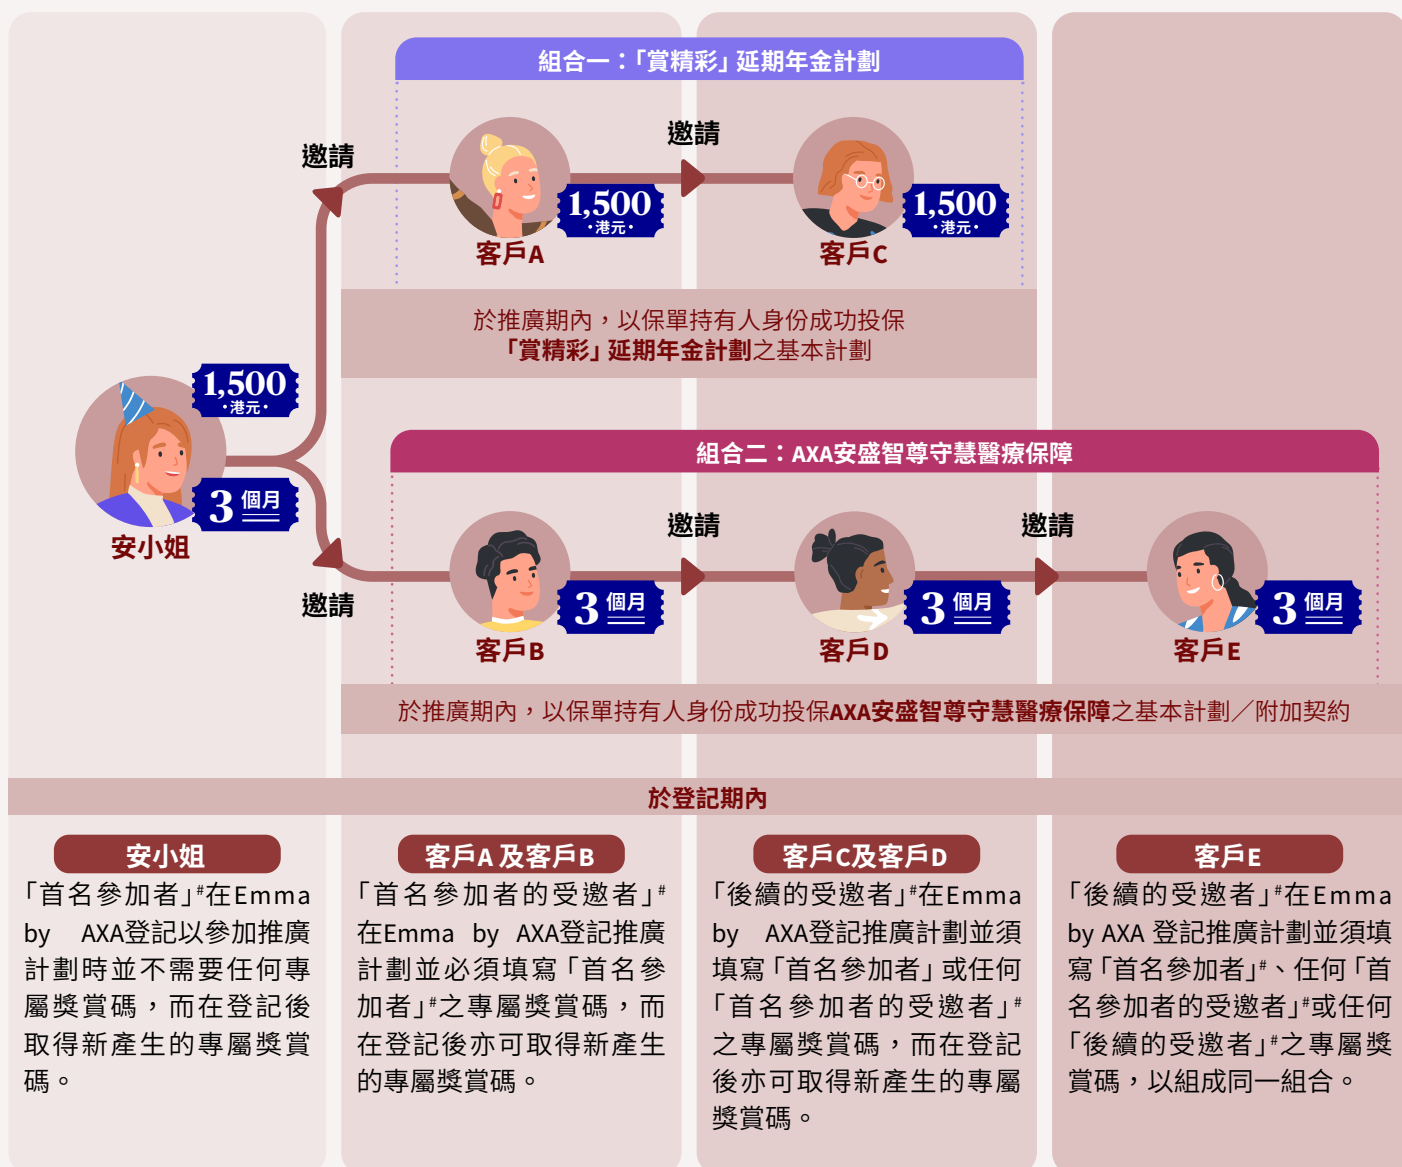 組合一：「賞精彩」延期年金計劃
邀請
邀請
1,500
•港元•
1,500
•港元•
客戶A
客戶C
於推廣期內，以保單持有人身份成功投保
「賞精彩」延期年金計劃之基本計劃
1,500
•港元•
3 個月
安小姐
組合二：AXA安盛智尊守慧醫療保障
邀請
邀請
邀請
3 個月
3 個月
3 個月
客戶B
客戶D
客戶E
於推廣期內，以保單持有人身份成功投保AXA安盛智尊守慧醫療保障之基本計劃／附加契約
於登記期內
安小姐
「首名參加者」#在Emma
by AXA登記以參加推廣
計劃時並不需要任何專
屬獎賞碼，而在登記後
取得新產生的專屬獎賞
碼。
客戶A 及客戶B
「首名參加者的受邀者」#
在Emma by AXA登記推廣
計劃並必須填寫「首名參
加者」#之專屬獎賞碼，而
在登記後亦可取得新產生
的專屬獎賞碼。
客戶C及客戶D
「後續的受邀者」#在Emma
by AXA登記推廣計劃並須
填寫「首名參加者」或任何
「首名參加者的受邀者」#
之專屬獎賞碼，而在登記
後亦可取得新產生的專屬
獎賞碼。
客戶E
「後續的受邀者」#在Emma
by AXA 登記推廣計劃並須填
寫「首名參加者」#、任何「首
名參加者的受邀者」#或任何
「後續的受邀者」#之專屬獎
賞碼，以組成同一組合。